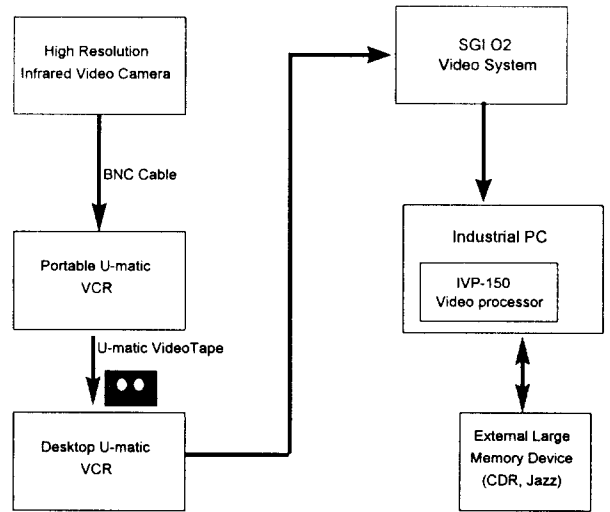 High Resolution
Infrared Video Camera
BNC Cable
Portable U-matic
VCR
U-matic VideoTape
Desktop U-matic
VCR
SGI O2
Video System
Industrial PC
IVP-150
Video processor
External Large
Memory Device
(CDR, Jazz)